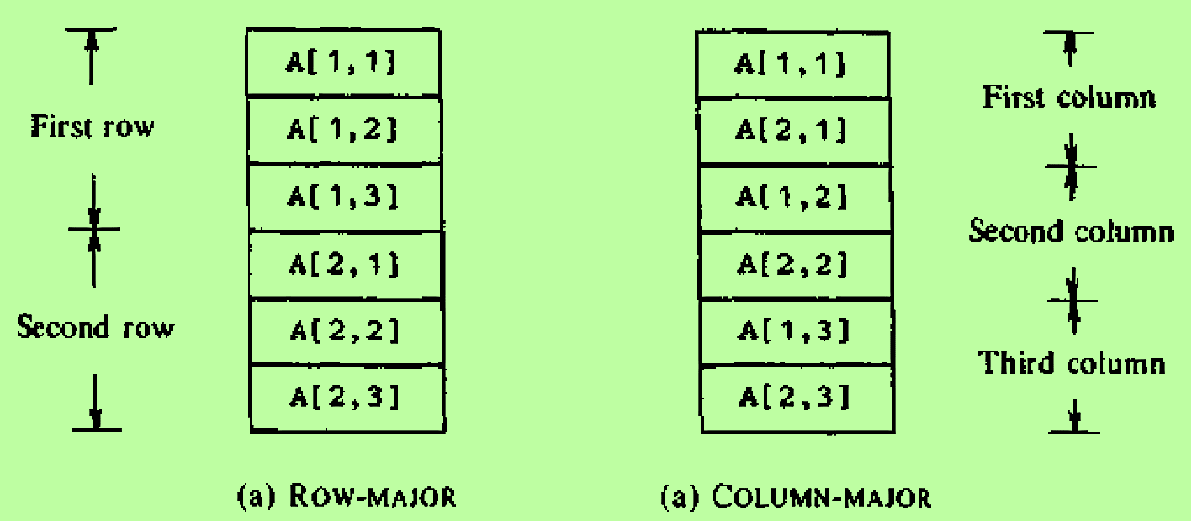 A[1,1]
A[1,2]
First row
A[1,3]
A[2,1]
Second row
A[2,2]
A[2,3]
(a) ROW-MAJOR
A[1,1]
First column
A[2,1]
A[1,2]
Second column
A[2,2]
A[1,3]
Third column
A[2,3]
(a) COLUMN-MAJOR